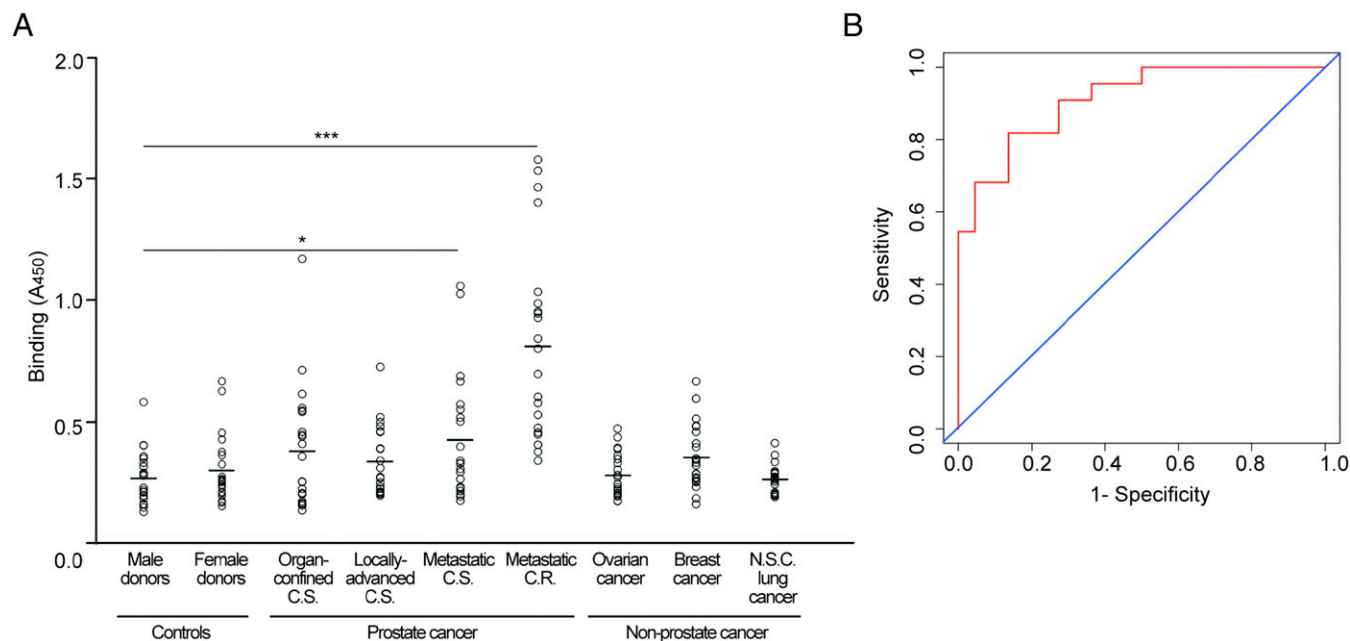 A
B
2.0
1.5
1.0
0.5
0.0
Binding (A450)
***
*
Male
donors
Female
donors
Organ-
confined
C.S.
Locally-
advanced
C.S.
Metastatic
C.S.
Metastatic
C.R.
Ovarian
cancer
Breast
cancer
N.S.C.
lung
cancer
Controls
Prostate cancer
Non-prostate cancer
1.0
0.8
0.6
0.4
0.2
0.0
Sensitivity
0.0 0.2 0.4 0.6 0.8 1.0
1- Specificity